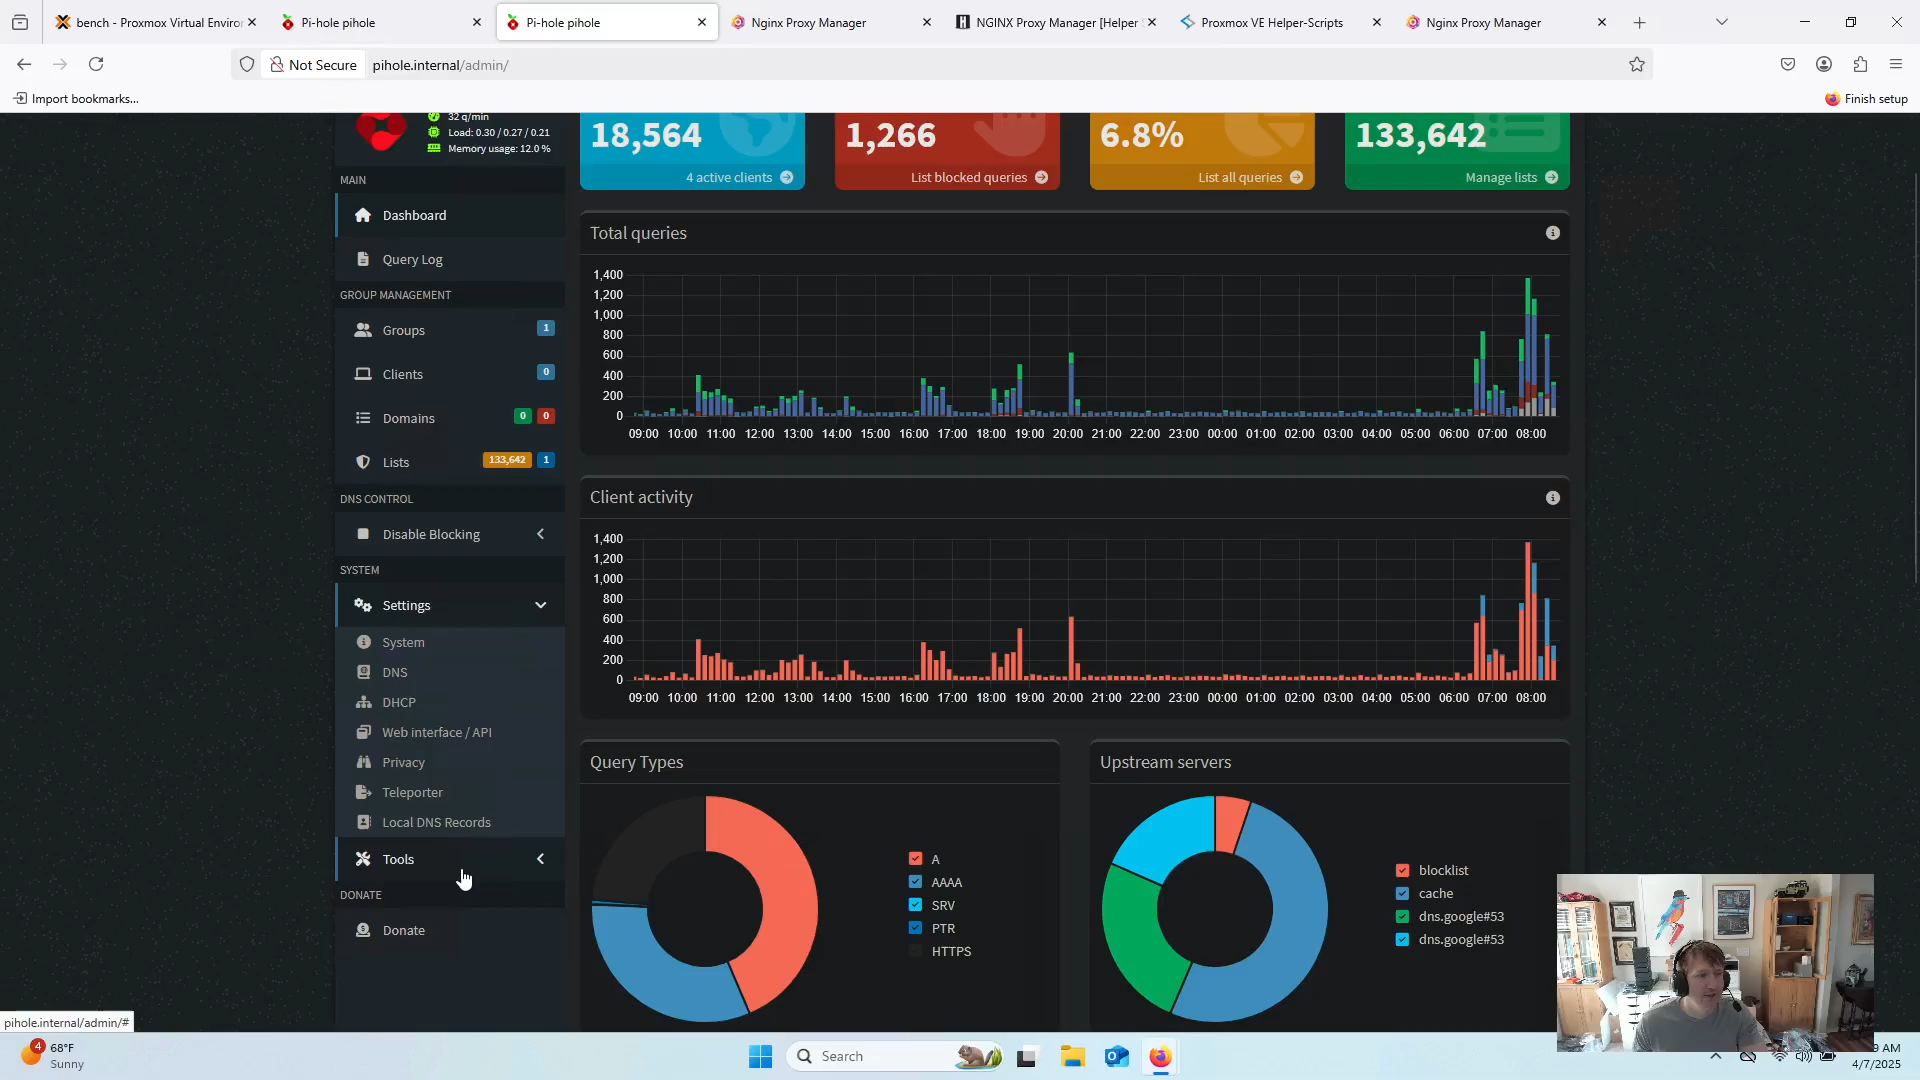 bench - Proxmox Virtual Enviro
Pi-hole pihole
Pi-hole pihole
Nginx Proxy Manager
NGINX Proxy Manager [Helper
Proxmox VE Helper-Scripts
Nginx Proxy Manager
Not Secure
pihole.internal/admin/
Import bookmarks...
Finish setup
32 q/min
Load: 0.30 / 0.27 / 0.21
Memory usage: 12.0 %
18,564
4 active clients
1,266
List blocked queries
6.8%
List all queries
133,642
Manage lists
MAIN
Dashboard
Query Log
GROUP MANAGEMENT
Groups 1
Clients 0
Domains 0 0
Lists 133,642 1
DNS CONTROL
Disable Blocking
SYSTEM
Settings
System
DNS
DHCP
Web interface / API
Privacy
Teleporter
Local DNS Records
Tools
DONATE
Donate
Total queries
1,400
1,200
1,000
800
600
400
200
0
09:00 10:00 11:00 12:00 13:00 14:00 15:00 16:00 17:00 18:00 19:00 20:00 21:00 22:00 23:00 00:00 01:00 02:00 03:00 04:00 05:00 06:00 07:00 08:00
Client activity
1,400
1,200
1,000
800
600
400
200
0
09:00 10:00 11:00 12:00 13:00 14:00 15:00 16:00 17:00 18:00 19:00 20:00 21:00 22:00 23:00 00:00 01:00 02:00 03:00 04:00 05:00 06:00 07:00 08:00
Query Types
A
AAAA
SRV
PTR
HTTPS
Upstream servers
blocklist
cache
dns.google#53
dns.google#53
pihole.internal/admin/#
4
68°F
Sunny
Search
9 AM
4/7/2025